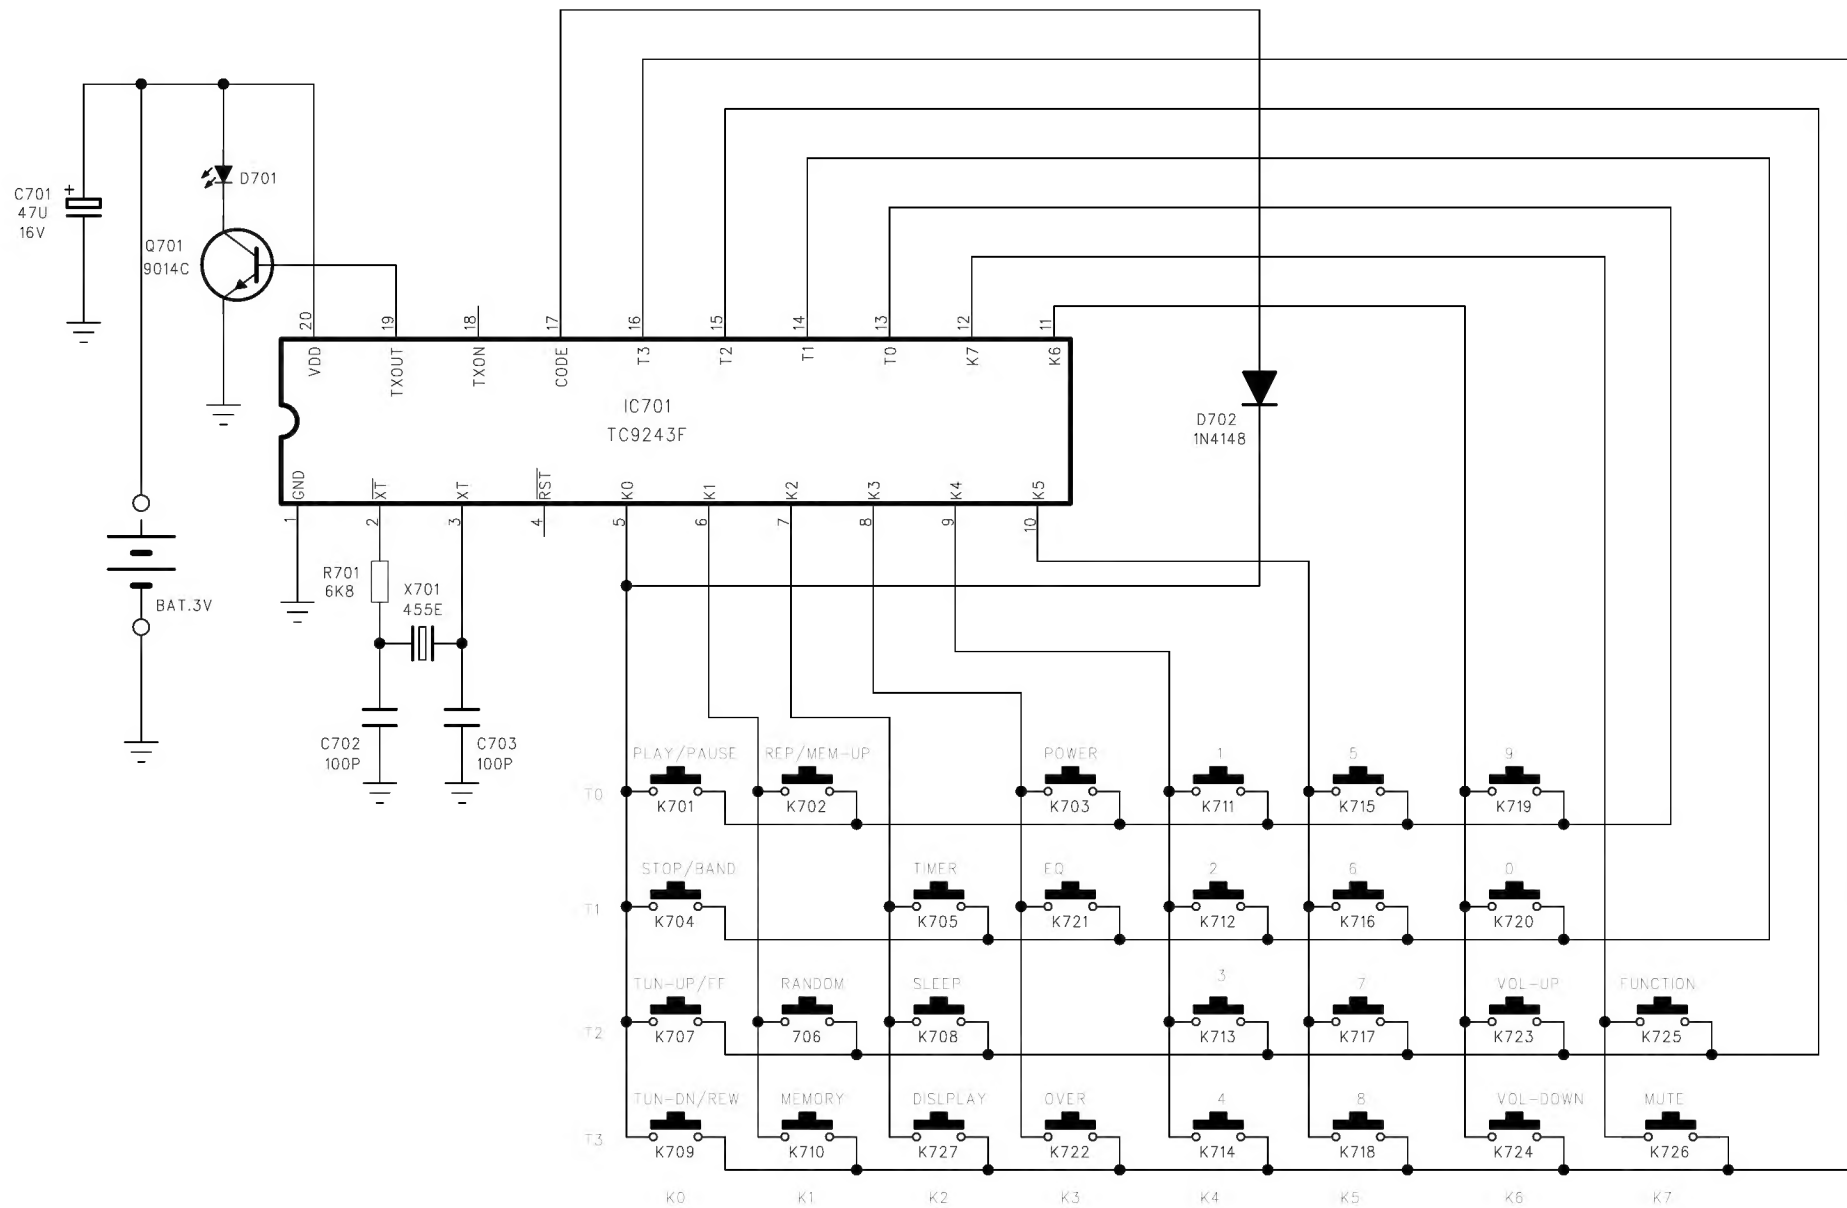 D701
C701
47U
16V
+
Q701
9014C
20
19
18
17
16
15
14
13
12
11
VDD
TXOUT
TXON
CODE
T3
T2
T1
T0
K7
K6
IC701
TC9243F
D702
1N4148
GND
XT
XT
RST
K0
K1
K2
K3
K4
K5
1
2
3
4
5
6
7
8
9
10
R701
6K8
X701
455E
BAT.3V
C702
100P
C703
100P
PLAY/PAUSE
REP/MEM-UP
POWER
1
5
9
T0
K701
K702
K703
K711
K715
K719
STOP/BAND
TIMER
EQ
2
6
0
T1
K704
K705
K721
K712
K716
K720
TUN-UP/FF
RANDOM
SLEEP
3
7
VOL-UP
FUNCTION
T2
K707
706
K708
K713
K717
K723
K725
TUN-DN/REW
MEMORY
DISLPLAY
OVER
4
8
VOL-DOWN
MUTE
T3
K709
K710
K727
K722
K714
K718
K724
K726
K0
K1
K2
K3
K4
K5
K6
K7